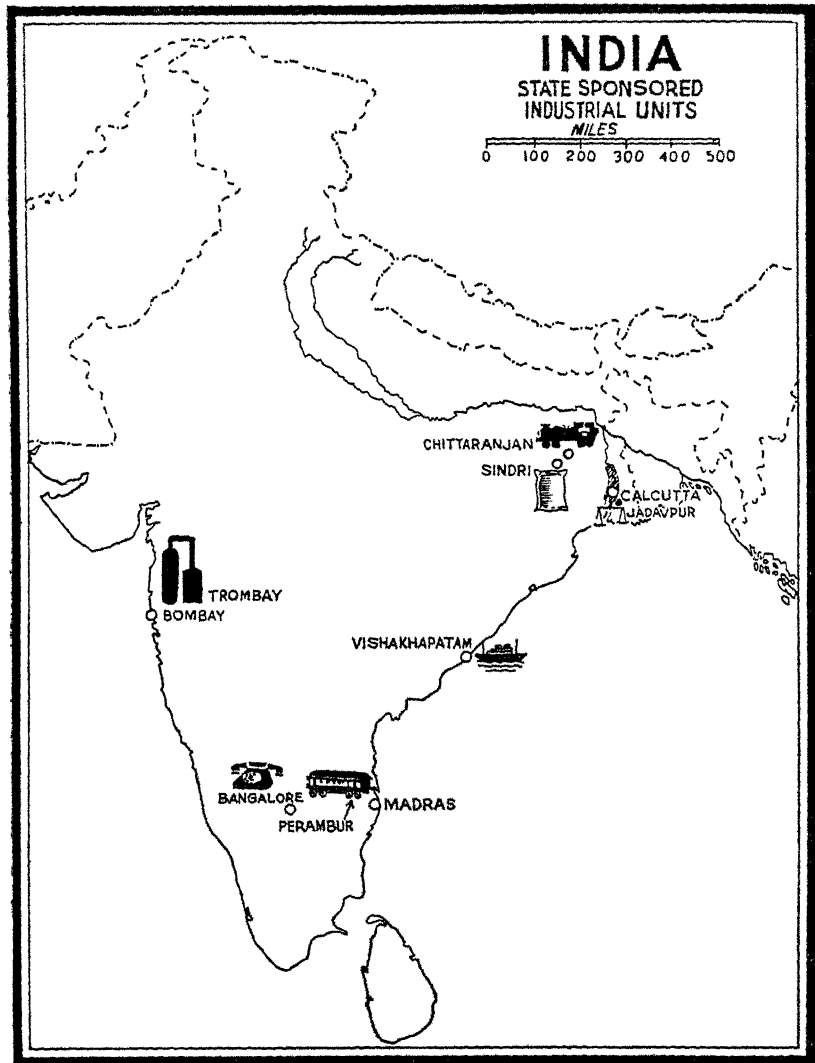 INDIA
STATE SPONSORED
INDUSTRIAL UNITS
MILES
0 100 200 300 400 500
CHITTARANJAN
SINDRI
CALCUTTA
JADAVPUR
TROMBAY
BOMBAY
VISHAKHAPATAM
BANGALORE
MADRAS
PERAMBUR